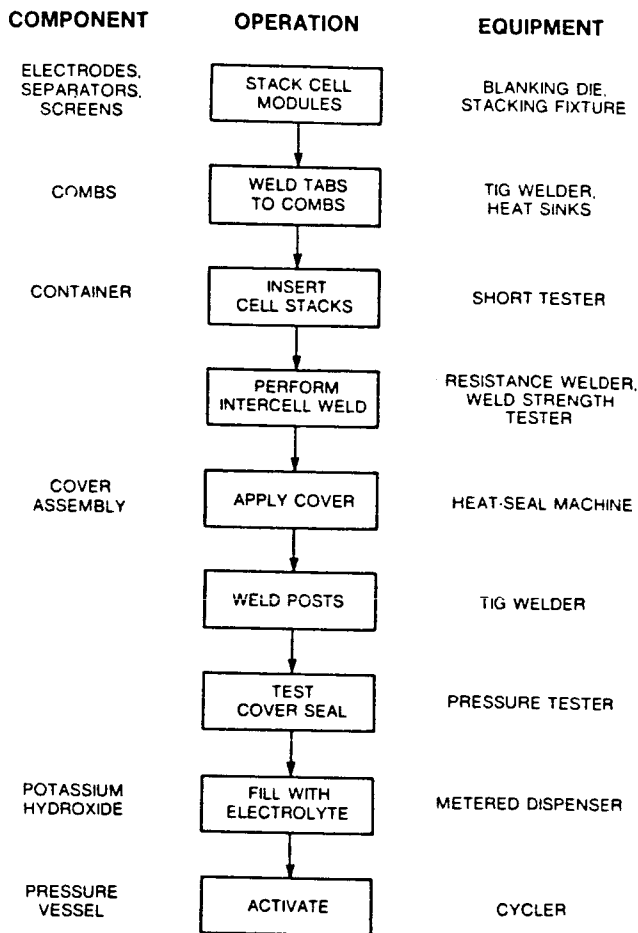 COMPONENT OPERATION EQUIPMENT
ELECTRODES,
SEPARATORS,
SCREENS
STACK CELL
MODULES
BLANKING DIE,
STACKING FIXTURE
COMBS
WELD TABS
TO COMBS
TIG WELDER,
HEAT SINKS
CONTAINER
INSERT
CELL STACKS
SHORT TESTER
PERFORM
INTERCELL WELD
RESISTANCE WELDER,
WELD STRENGTH
TESTER
COVER
ASSEMBLY
APPLY COVER
HEAT-SEAL MACHINE
WELD POSTS
TIG WELDER
TEST
COVER SEAL
PRESSURE TESTER
POTASSIUM
HYDROXIDE
FILL WITH
ELECTROLYTE
METERED DISPENSER
PRESSURE
VESSEL
ACTIVATE
CYCLER